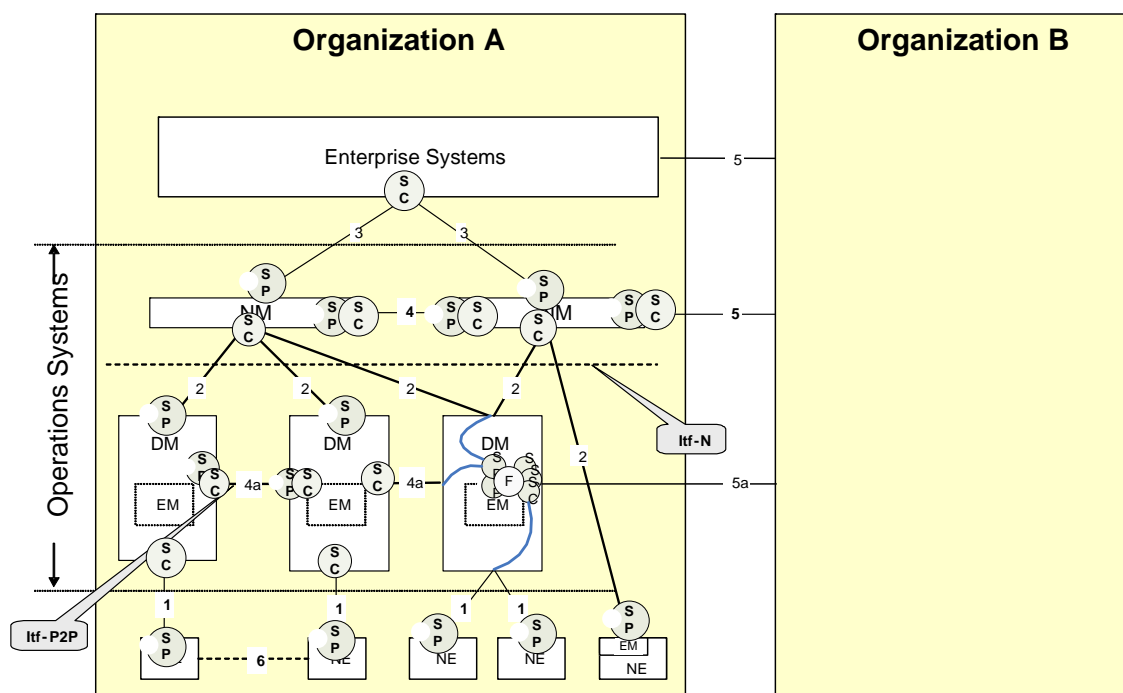 Organization A
Organization B
Enterprise Systems
5
S
C
3
3
Operations Systems
S
P
S
P
NM
S
P
S
C
4
S
P
S
C
S
P
S
C
5
S
C
S
C
2
2
2
2
Itf-N
S
P
S
P
DM
DM
DM
2
S
C
4a
S
P
S
C
S
C
4a
F
5a
EM
EM
EM
S
C
S
C
1
1
1
1
Itf-P2P
S
P
S
P
S
P
S
P
S
P
6
NE
NE
NE
EM
NE